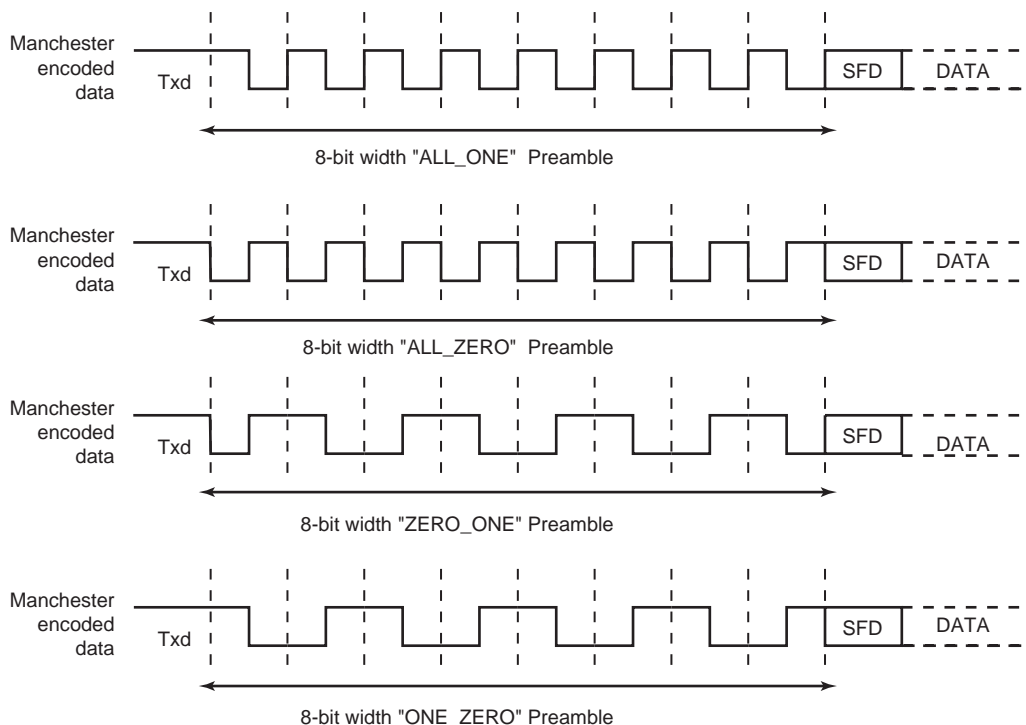 Manchester
encoded
data
Txd
SFD
DATA
8-bit width "ALL_ONE" Preamble
Manchester
encoded
data
Txd
SFD
DATA
8-bit width "ALL_ZERO" Preamble
Manchester
encoded
data
Txd
SFD
DATA
8-bit width "ZERO_ONE" Preamble
Manchester
encoded
data
Txd
SFD
DATA
8-bit width "ONE_ZERO" Preamble